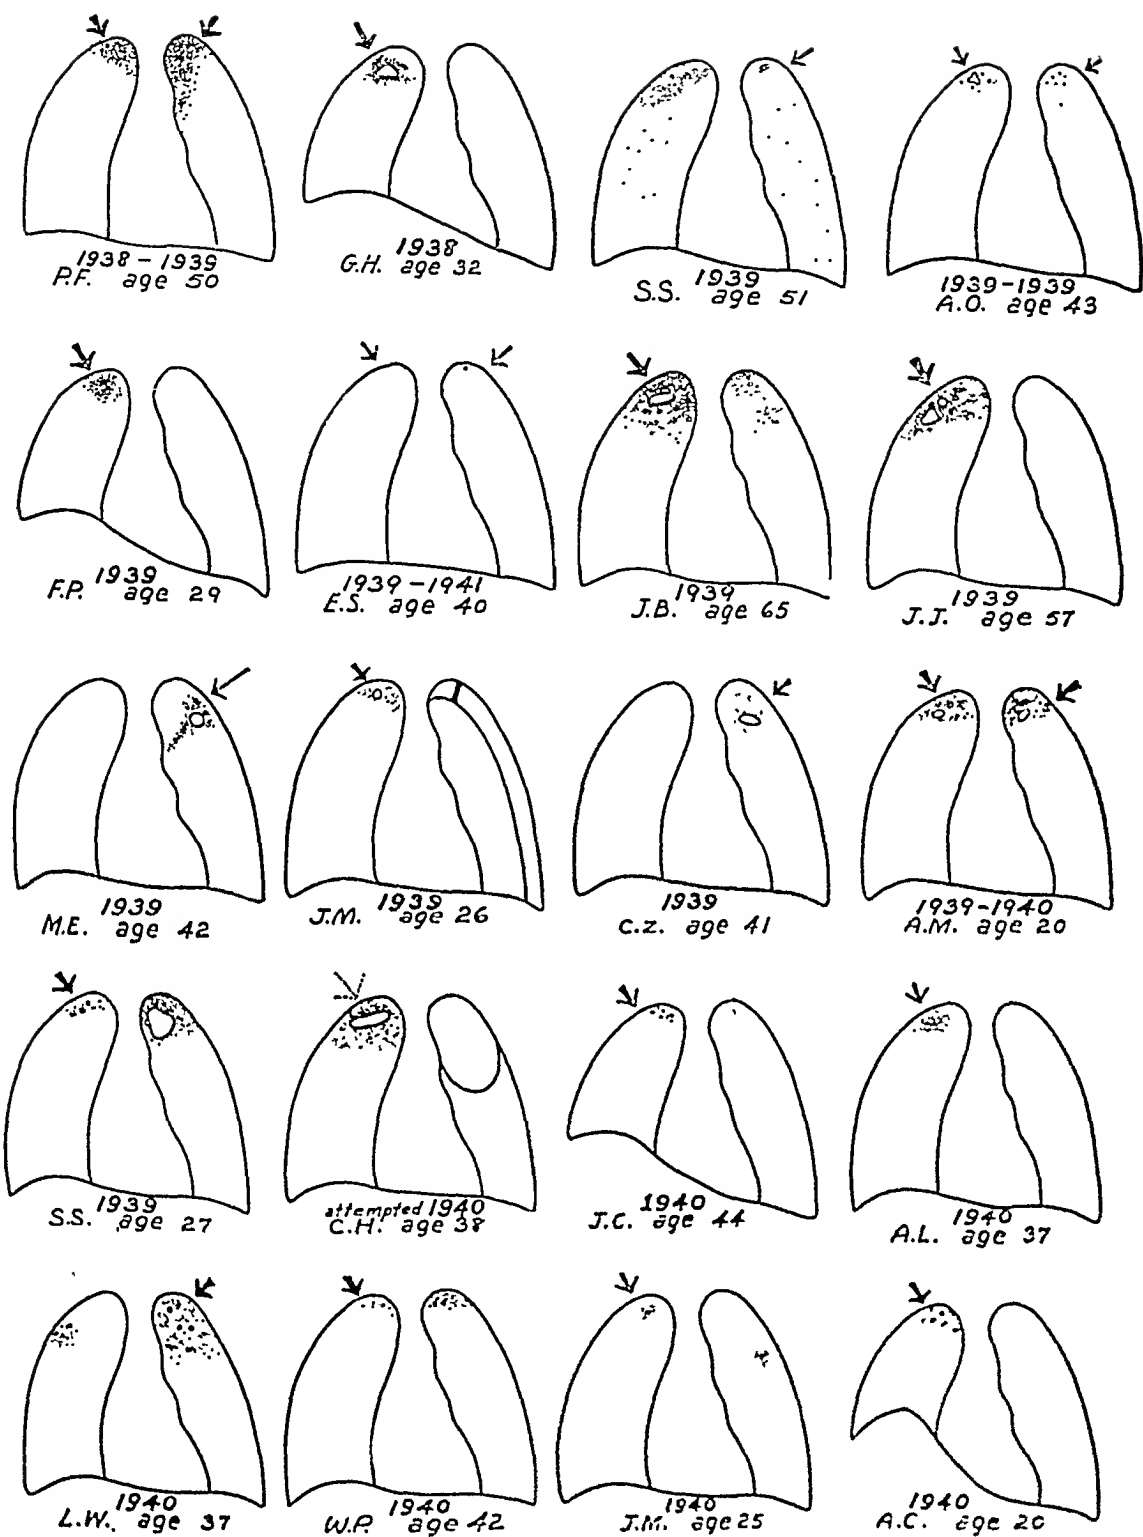 1938 - 1939
P.F. age 50
1938
G.H. age 32
1939
S.S. age 51
1939-1939
A.O. age 43
1939
F.P. age 29
1939-1941
E.S. age 40
1939
J.B. age 65
1939
J.J. age 57
1939
M.E. age 42
1939
J.M. age 26
1939
C.Z. age 41
1939-1940
A.M. age 20
1939
S.S. age 27
attempted 1940
C.H. age 38
1940
J.C. age 44
1940
A.L. age 37
1940
L.W. age 37
1940
W.P. age 42
1940
J.M. age 25
1940
A.C. age 20